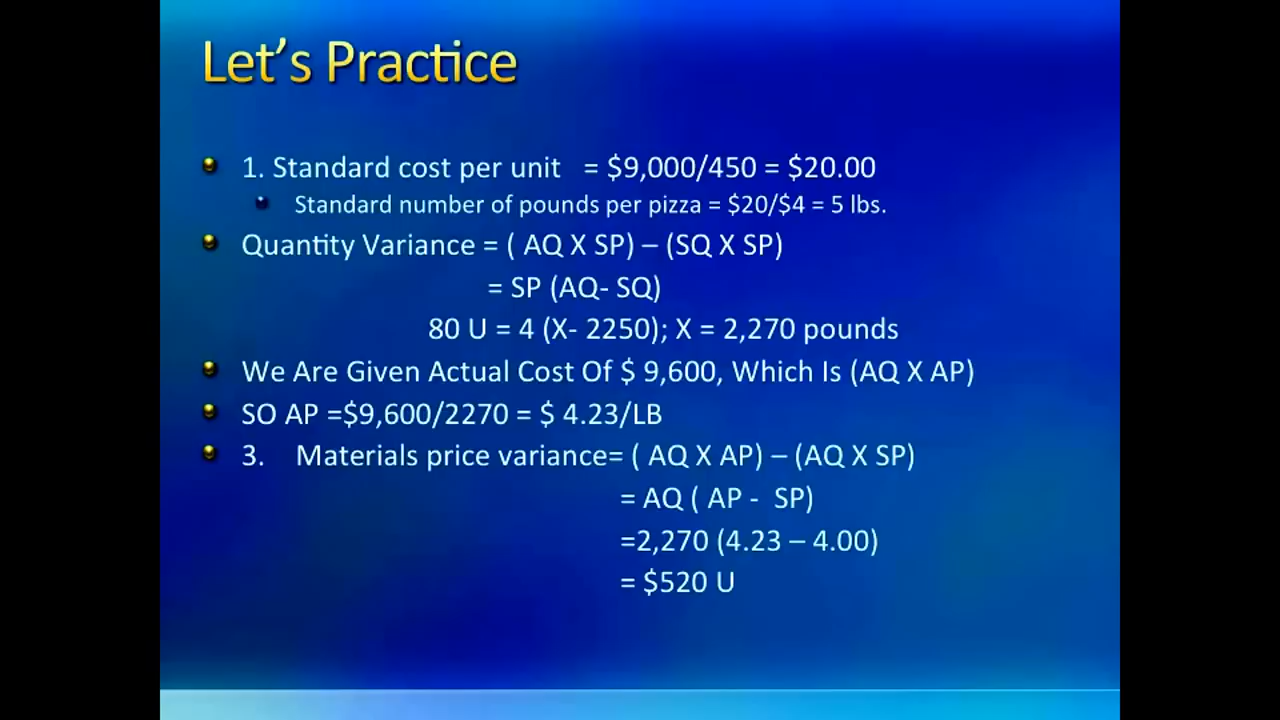 Let's Practice
1. Standard cost per unit = $9,000/450 = $20.00
Standard number of pounds per pizza = $20/$4 = 5 lbs.
Quantity Variance = ( AQ X SP) – (SQ X SP)
= SP (AQ- SQ)
80 U = 4 (X- 2250); X = 2,270 pounds
We Are Given Actual Cost Of $ 9,600, Which Is (AQ X AP)
SO AP =$9,600/2270 = $ 4.23/LB
3. Materials price variance= ( AQ X AP) – (AQ X SP)
= AQ ( AP - SP)
=2,270 (4.23 – 4.00)
= $520 U